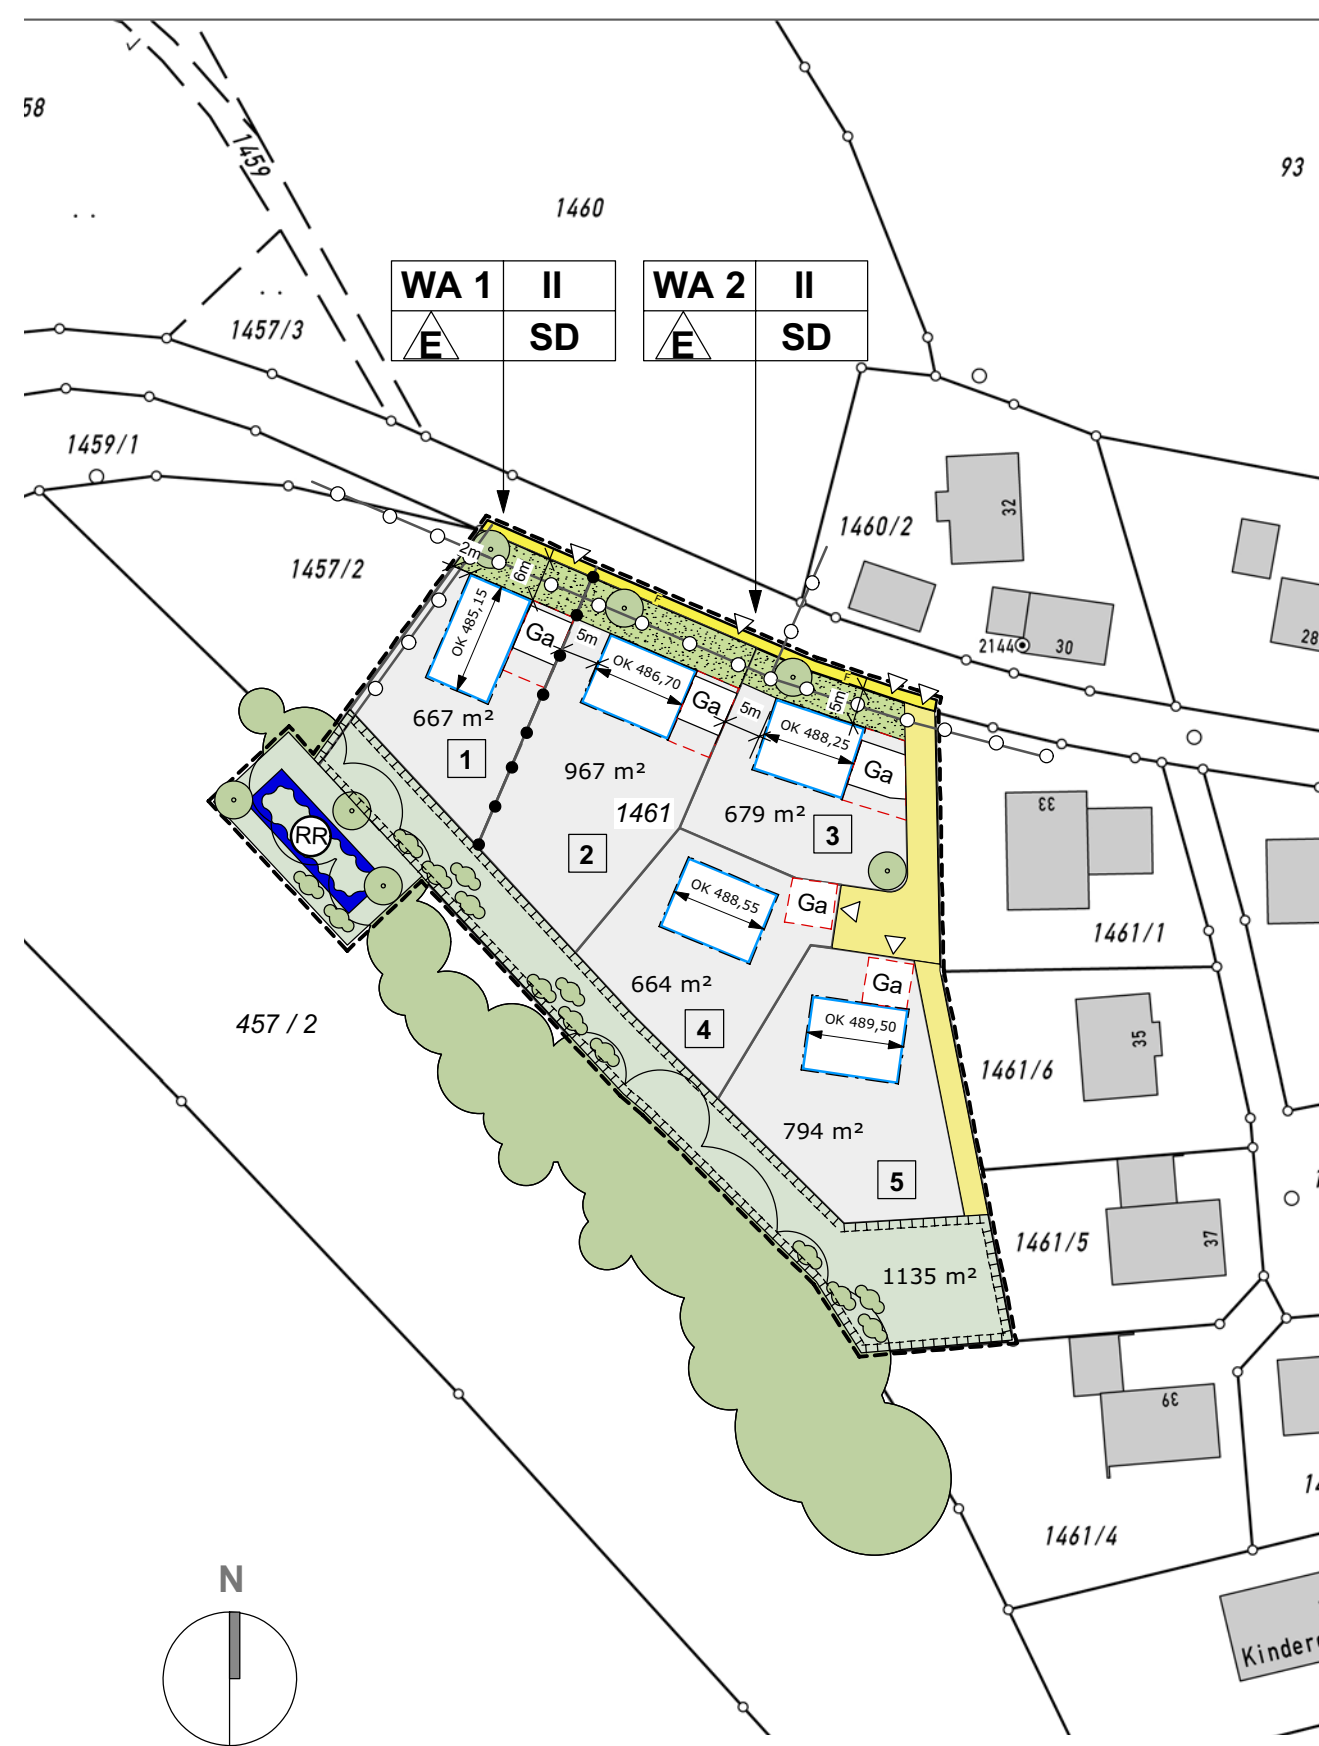 58
1459
93
1460
WA 1 II
E SD
WA 2 II
E SD
1457/3
1459/1
1460/2
32
1457/2
2m
6m
F
2144
30
28
OK 485,15
Ga
5m
OK 486,70
Ga
5m
OK 488,25
5m
F
Ga
667 m²
1
967 m²
1461
679 m²
3
2
RR
33
OK 488,55
Ga
1461/1
664 m²
4
Ga
OK 489,50
457 / 2
35
1461/6
794 m²
5
1461/5
37
1135 m²
39
1461/4
N